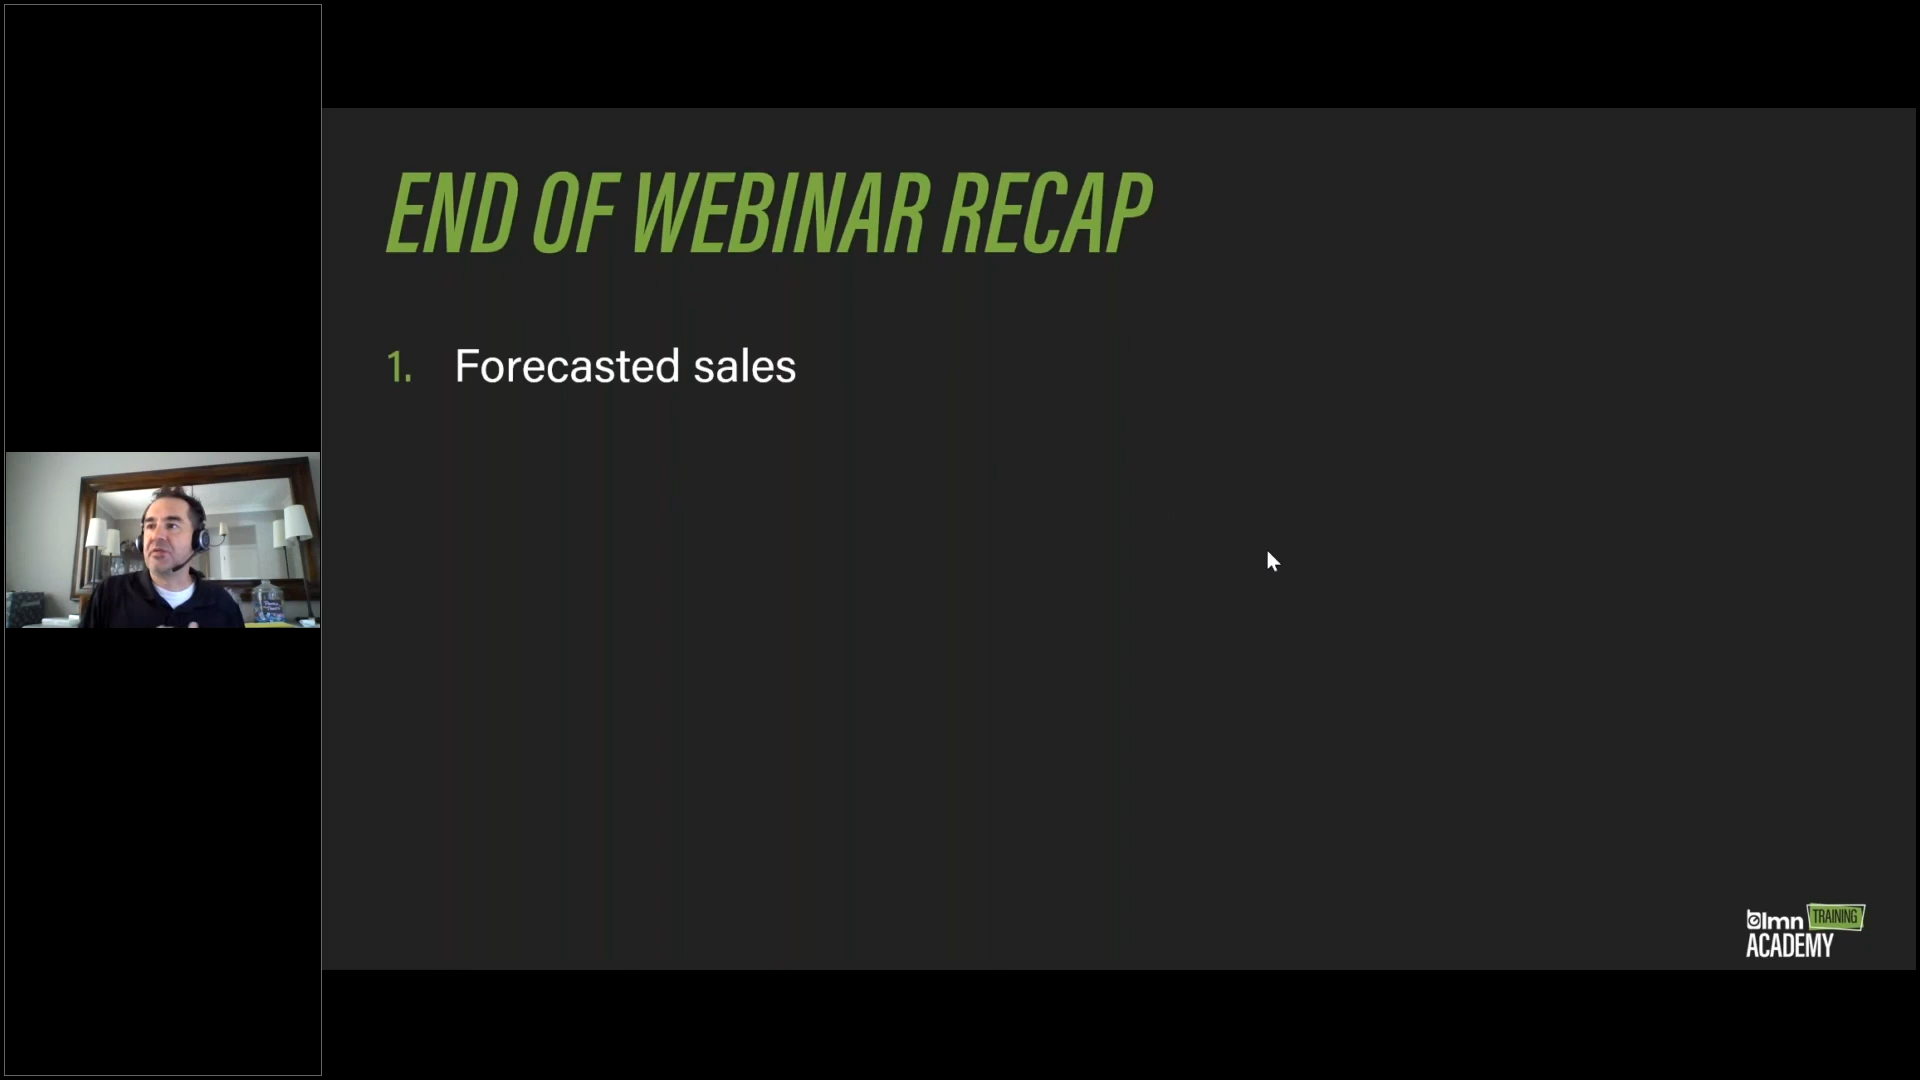 END OF WEBINAR RECAP
1. Forecasted sales
lmn TRAINING
ACADEMY